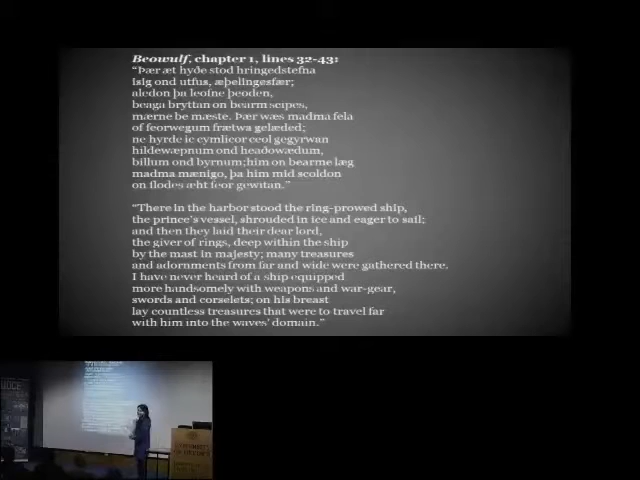 Beowulf, chapter 1, lines 32-43:
“Þær æt hyðe stod hringedstefna
isig ond utfus, æþelingesfær;
aledon þa leofne þeoden,
beaga bryttan on bearm scipes,
mærne be mæste. Þær wæs madma fela
of feorwegum frætwa gelæded;
ne hyrde ic cymlicor ceol gegyrwan
hildewæpnum ond heaðowædum,
billum ond byrnum;him on bearme læg
madma mænigo, þa him mid scoldon
on flodes æht feor gewitan.”
“There in the harbor stood the ring-prowed ship,
the prince’s vessel, shrouded in ice and eager to sail;
and then they laid their dear lord,
the giver of rings, deep within the ship
by the mast in majesty; many treasures
and adornments from far and wide were gathered there.
I have never heard of a ship equipped
more handsomely with weapons and war-gear,
swords and corselets; on his breast
lay countless treasures that were to travel far
with him into the waves’ domain.”